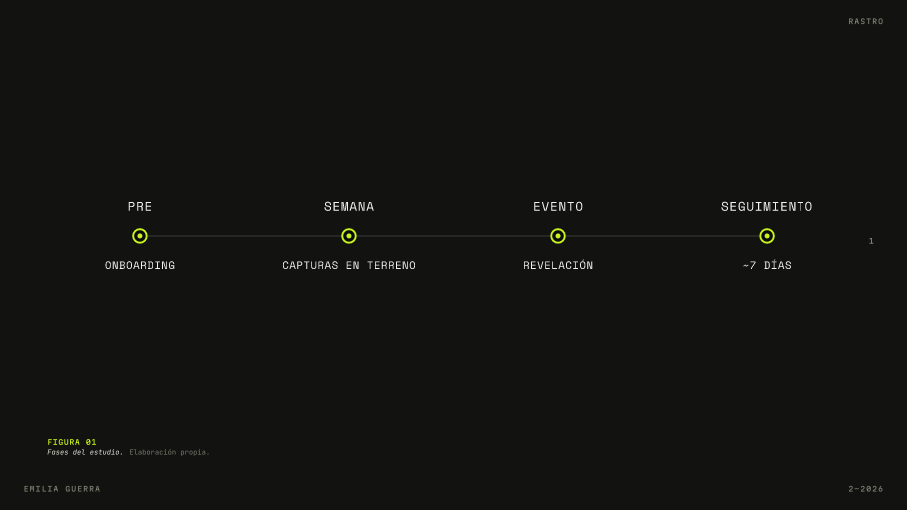 RASTRO
PRE
SEMANA
EVENTO
SEGUIMIENTO
1
ONBOARDING
CAPTURAS EN TERRENO
REVELACIÓN
~7 DÍAS
FIGURA 01
Fases del estudio. Elaboración propia.
EMILIA GUERRA
2—2026